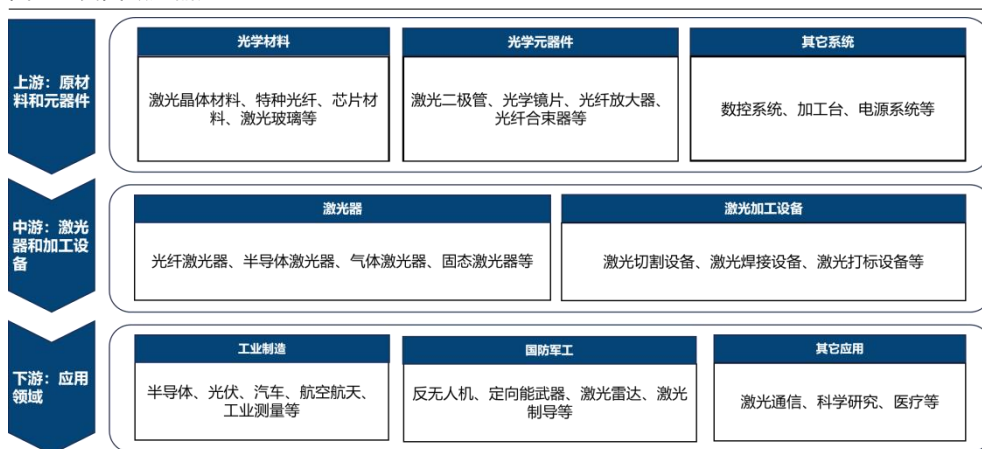 上游：原材
料和元器件
光学材料
激光晶体材料、特种光纤、芯片材
料、激光玻璃等
光学元器件
激光二极管、光学镜片、光纤放大器、
光纤合束器等
其它系统
数控系统、加工台、电源系统等
中游：激光
器和加工设
备
激光器
光纤激光器、半导体激光器、气体激光器、固态激光器等
激光加工设备
激光切割设备、激光焊接设备、激光打标设备等
下游：应用
领域
工业制造
半导体、光伏、汽车、航空航天、
工业测量等
国防军工
反无人机、定向能武器、激光雷达、激光
制导等
其它应用
激光通信、科学研究、医疗等